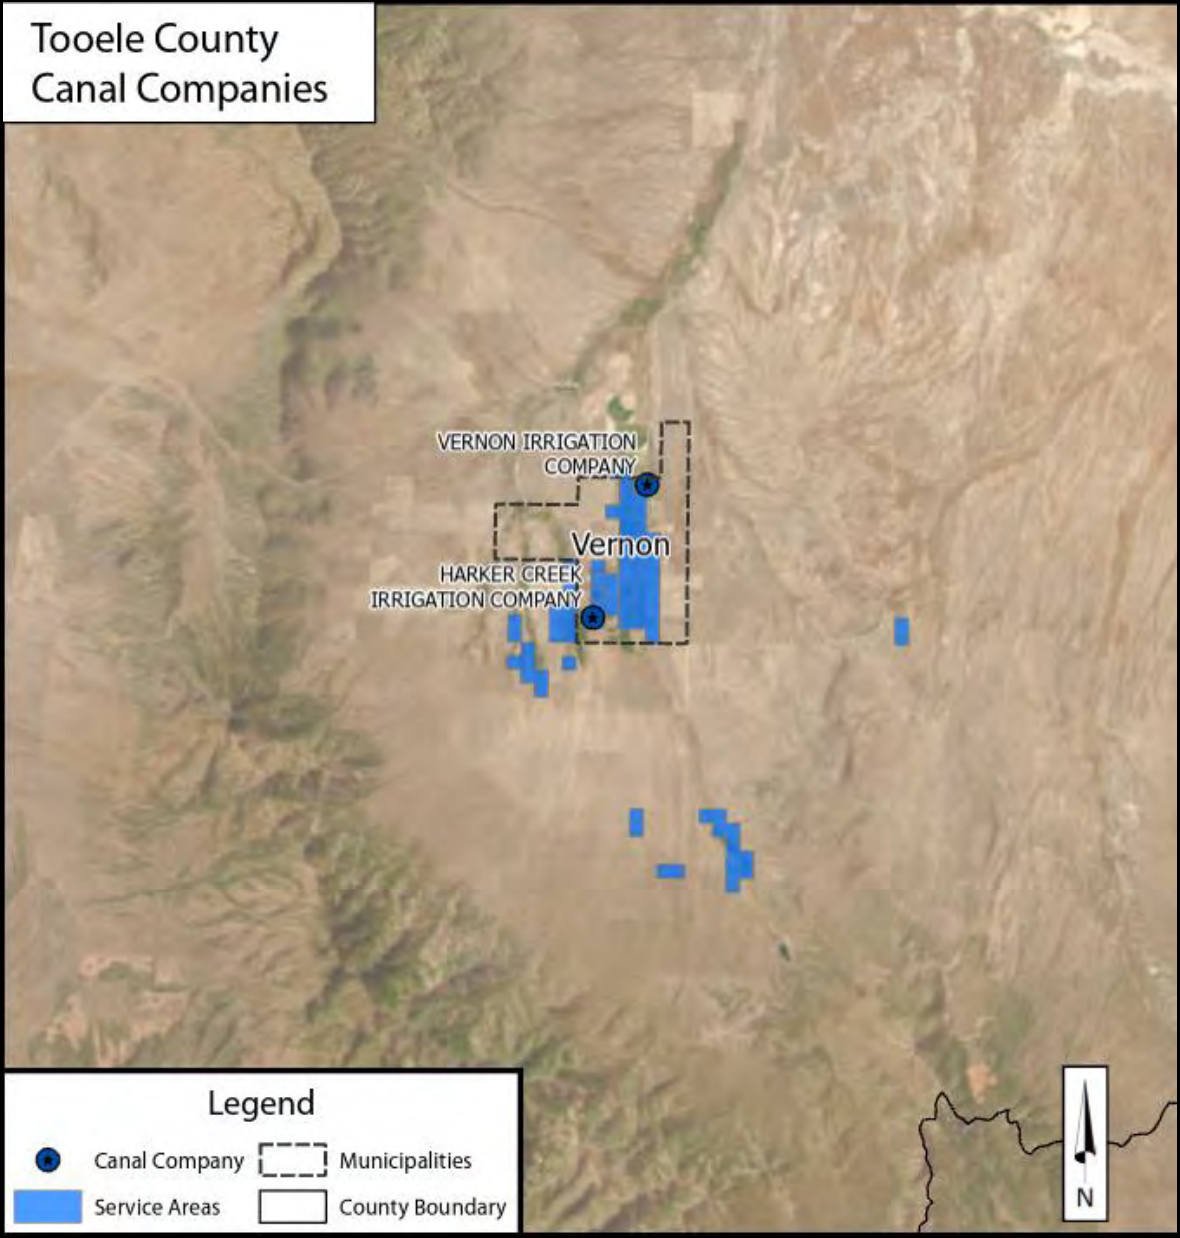 Tooele County
Canal Companies
VERNON IRRIGATION
COMPANY
Vernon
HARKER CREEK
IRRIGATION COMPANY
Legend
Canal Company
Municipalities
Service Areas
County Boundary
N